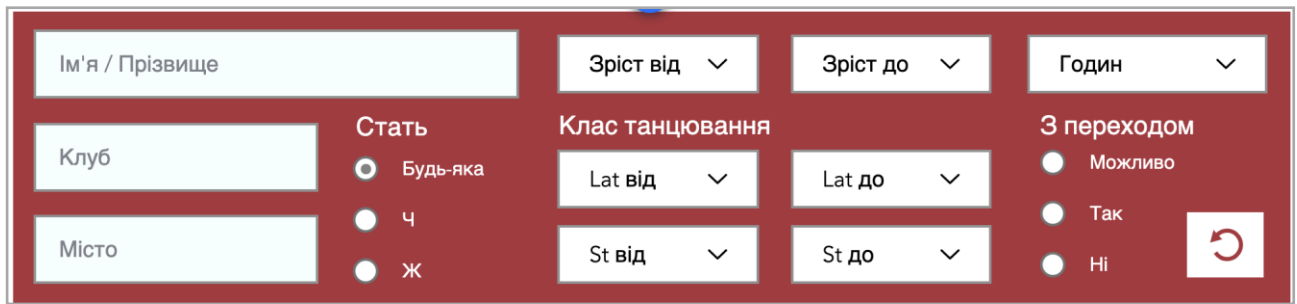 Ім'я / Прізвище
Зріст від
Зріст до
Годин
Клуб
Місто
Стать
Будь-яка
Ч
Ж
Клас танцювання
Lat від
Lat до
St від
St до
З переходом
Можливо
Так
Ні